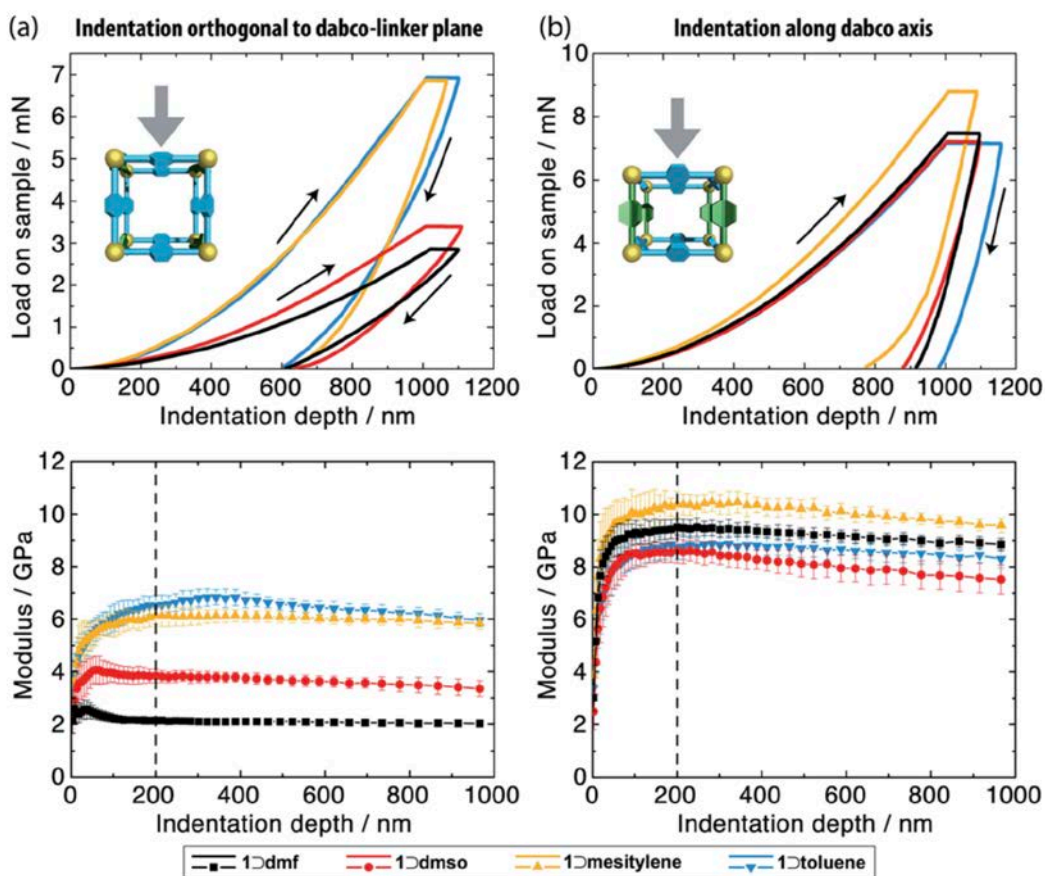 (a) Indentation orthogonal to dabco-linker plane
(b) Indentation along dabco axis
Load on sample / mN
7
6
5
4
3
2
1
0
0 200 400 600 800 1000 1200
Indentation depth / nm
Load on sample / mN
10
8
6
4
2
0
0 200 400 600 800 1000 1200
Indentation depth / nm
Modulus / GPa
12
10
8
6
4
2
0
0 200 400 600 800 1000
Indentation depth / nm
Modulus / GPa
12
10
8
6
4
2
0
0 200 400 600 800 1000
Indentation depth / nm
1⊃dmf 1⊃dmso 1⊃mesitylene 1⊃toluene